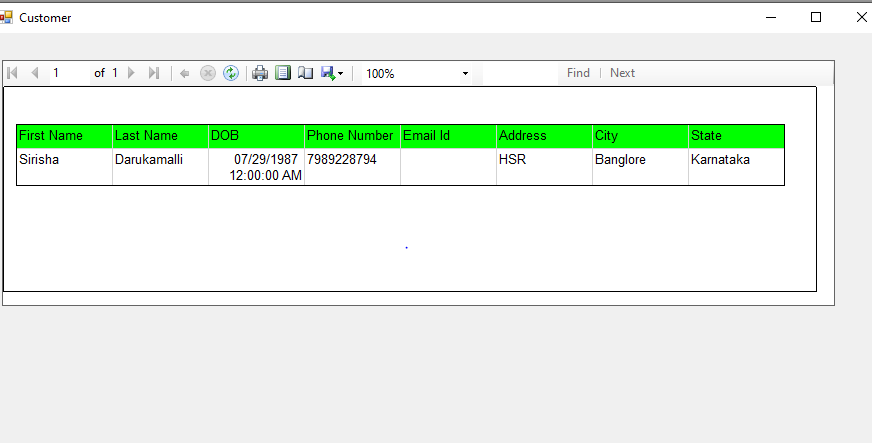 Customer
1 of 1 100% Find | Next
First Name Last Name DOB Phone Number Email Id Address City State
Sirisha Darukamalli 07/29/1987 7989228794 HSR Banglore Karnataka
12:00:00 AM